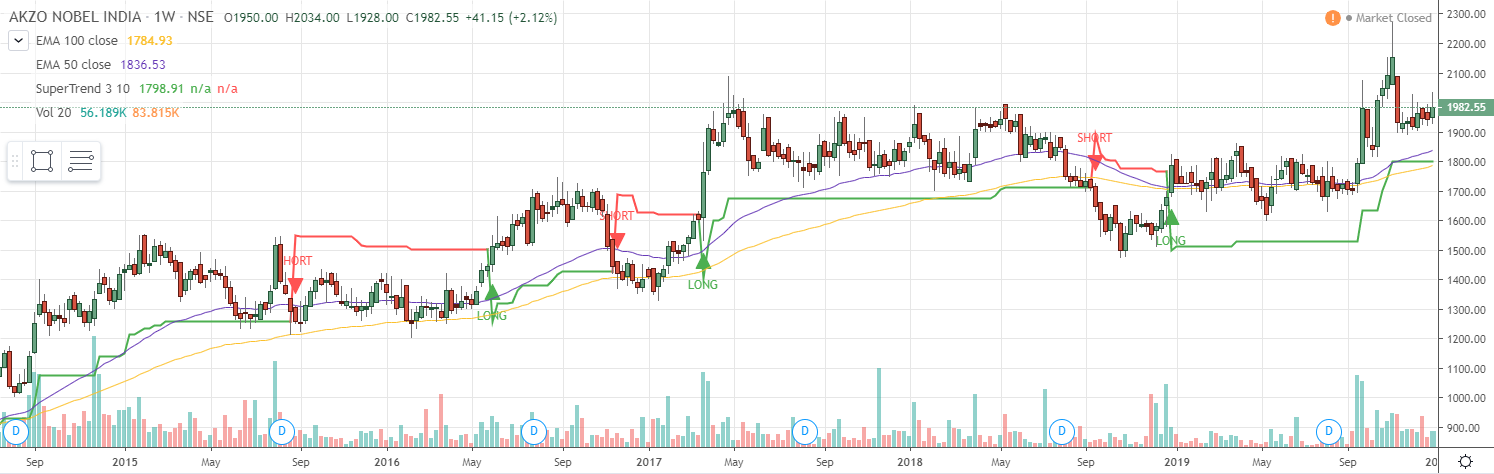 AKZO NOBEL INDIA · 1W · NSE O1950.00 H2034.00 L1928.00 C1982.55 +41.15 (+2.12%)
! Market Closed
EMA 100 close 1784.93
EMA 50 close 1836.53
SuperTrend 3 10 1798.91 n/a n/a
Vol 20 56.189K 83.815K
2300.00
2200.00
2100.00
1982.55
1900.00
1800.00
1700.00
1600.00
1500.00
1400.00
1300.00
1200.00
1100.00
1000.00
900.00
SHORT
SHORT
HORT
LONG
LONG
LONG
D D D D D D
Sep 2015 May Sep 2016 May Sep 2017 May Sep 2018 May Sep 2019 May Sep 20